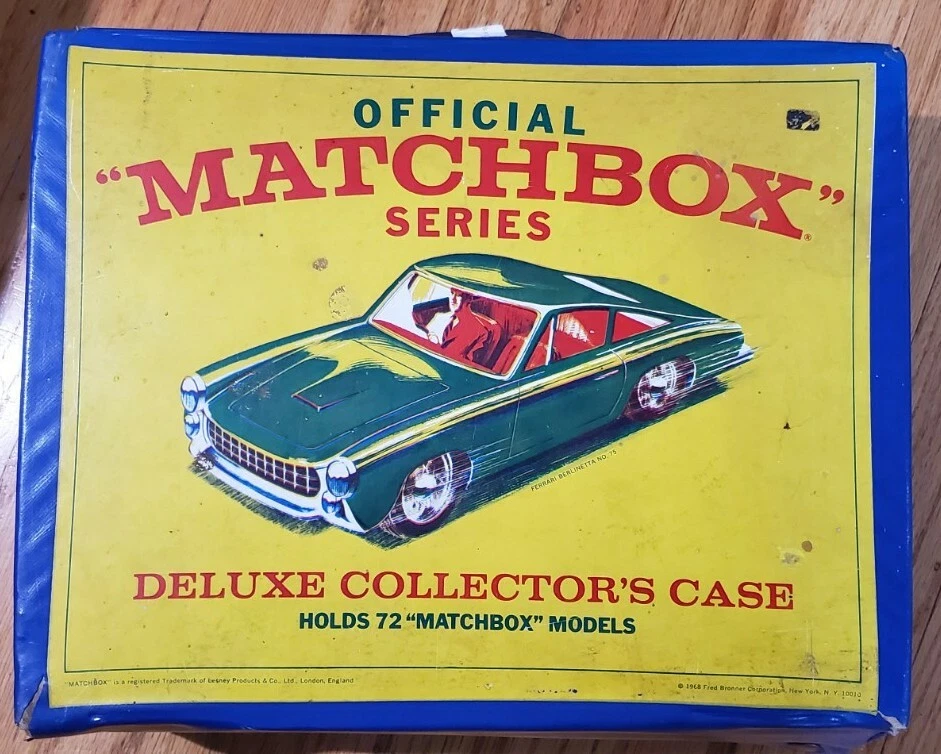 OFFICIAL
“MATCHBOX”®
SERIES
FERRARI BERLINETTA NO. 75
DELUXE COLLECTOR'S CASE
HOLDS 72 “MATCHBOX” MODELS
"MATCHBOX" is a registered Trademark of Lesney Products & Co., Ltd., London, England
© 1968 Fred Bronner Corporation, New York, N. Y. 10010